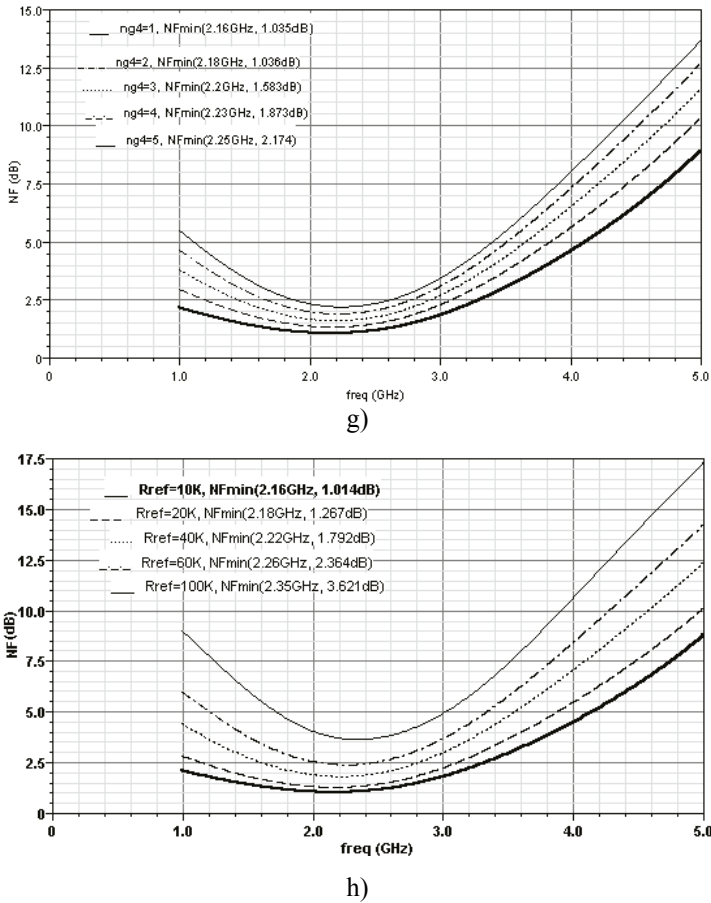 15.0
ng4=1, NFmin(2.16GHz, 1.035dB)
ng4=2, NFmin(2.18GHz, 1.036dB)
12.5
ng4=3, NFmin(2.2GHz, 1.583dB)
ng4=4, NFmin(2.23GHz, 1.873dB)
10.0
ng4=5, NFmin(2.25GHz, 2.174)
NF (dB)
7.5
5.0
2.5
0
0 1.0 2.0 3.0 4.0 5.0
freq (GHz)
g)
17.5
Rref=10K, NFmin(2.16GHz, 1.014dB)
Rref=20K, NFmin(2.18GHz, 1.267dB)
15.0
Rref=40K, NFmin(2.22GHz, 1.792dB)
Rref=60K, NFmin(2.26GHz, 2.364dB)
12.5
Rref=100K, NFmin(2.35GHz, 3.621dB)
10.0
NF(dB)
7.5
5.0
2.5
0
0 1.0 2.0 3.0 4.0 5.0
freq (GHz)
h)